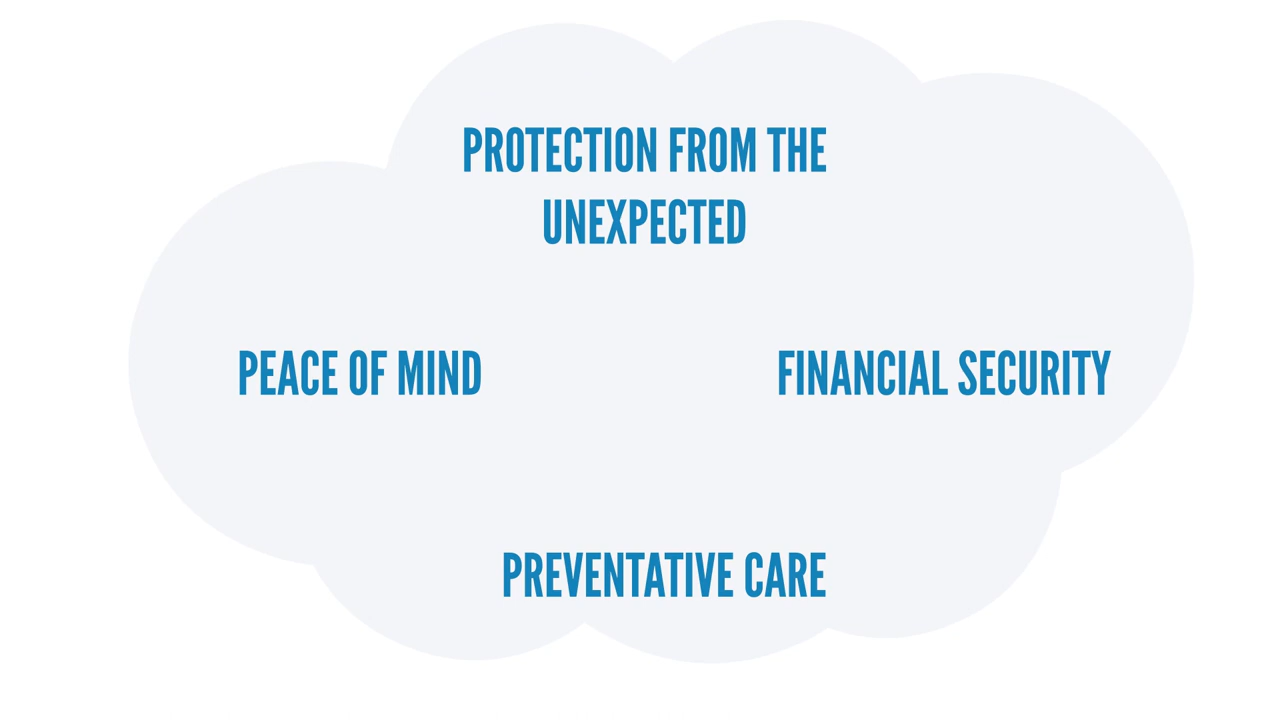 PROTECTION FROM THE
UNEXPECTED
PEACE OF MIND
FINANCIAL SECURITY
PREVENTATIVE CARE